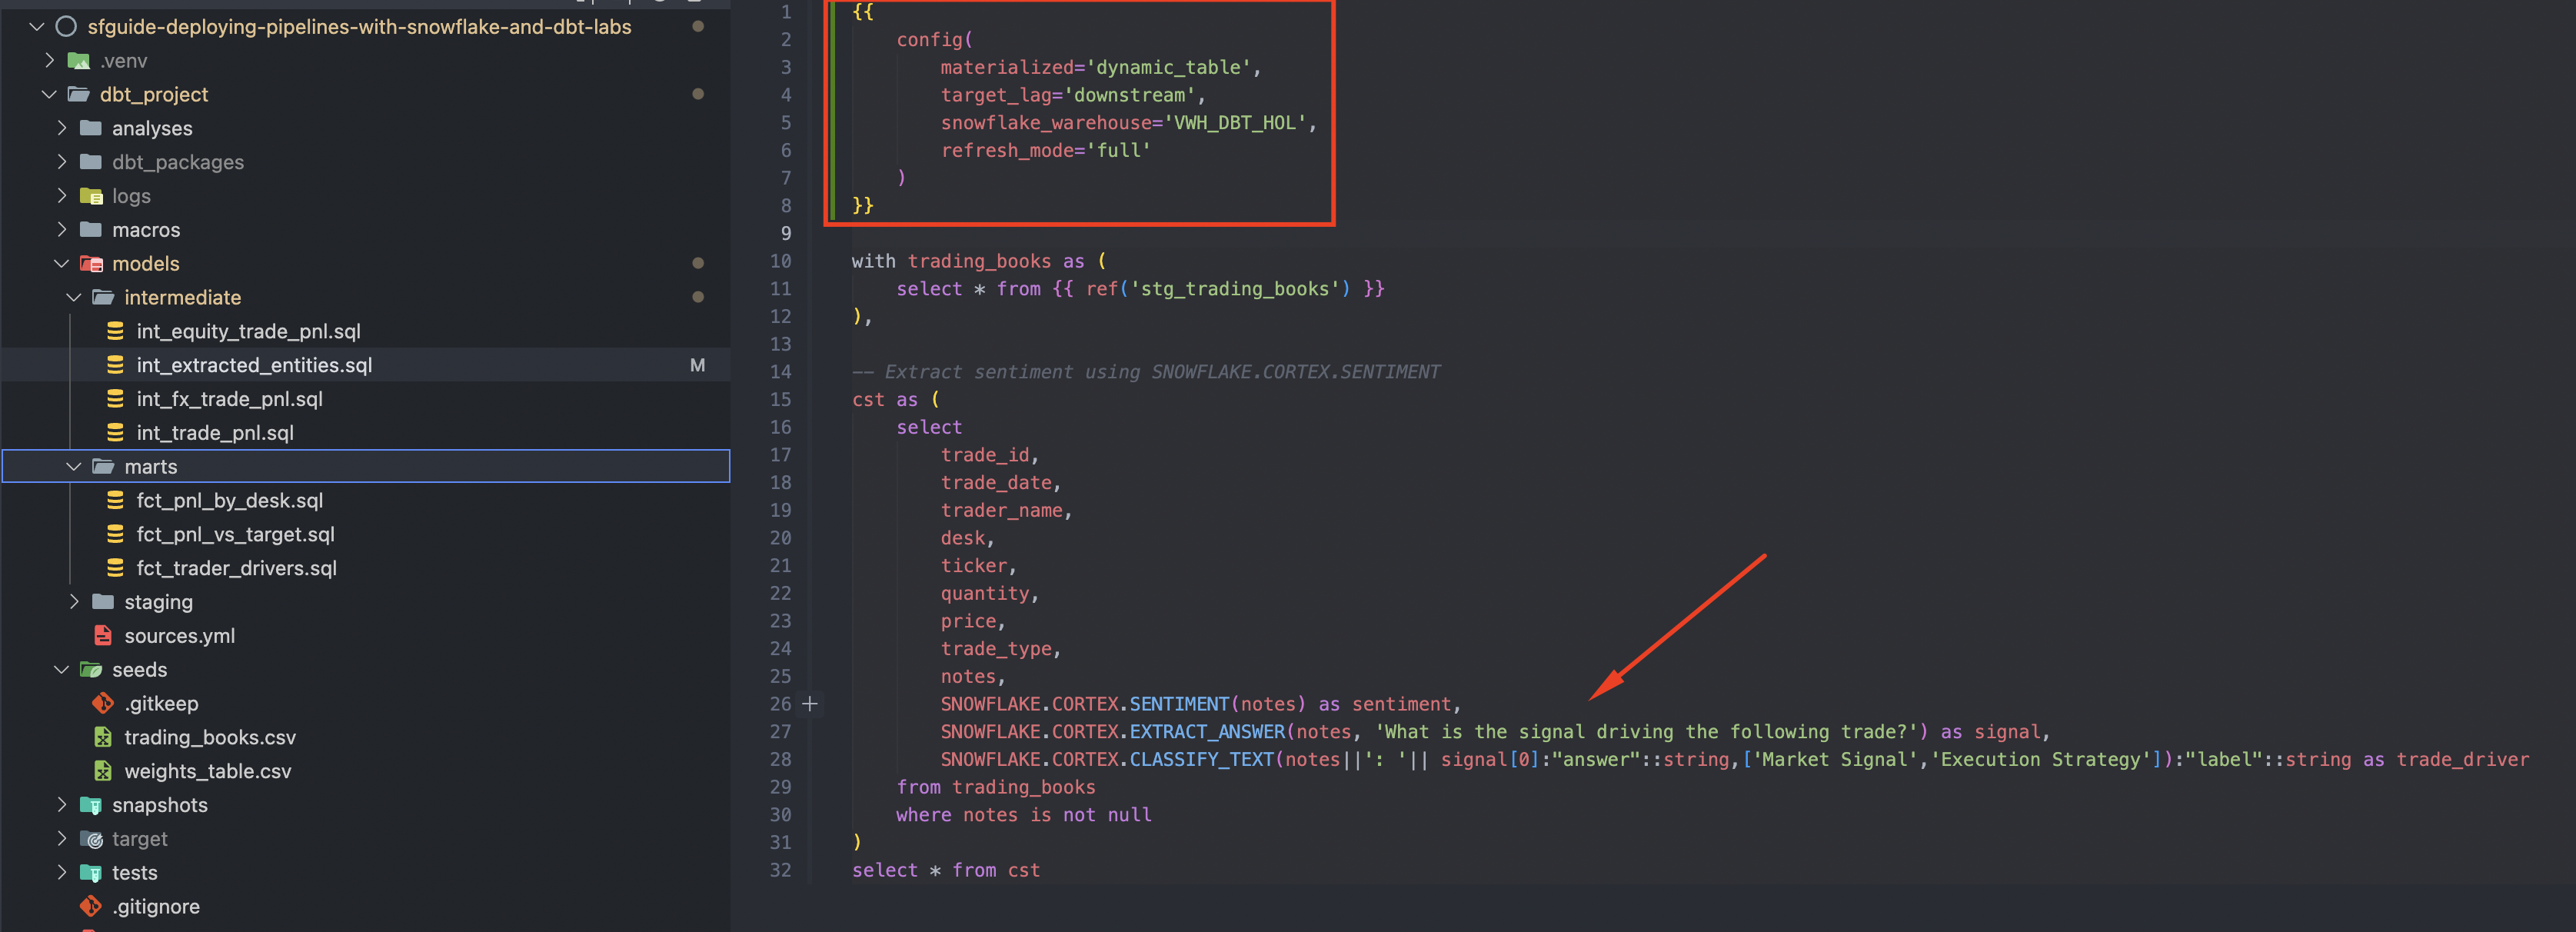 sfguide-deploying-pipelines-with-snowflake-and-dbt-labs
.venv
dbt_project
analyses
dbt_packages
logs
macros
models
intermediate
int_equity_trade_pnl.sql
int_extracted_entities.sql M
int_fx_trade_pnl.sql
int_trade_pnl.sql
marts
fct_pnl_by_desk.sql
fct_pnl_vs_target.sql
fct_trader_drivers.sql
staging
sources.yml
seeds
.gitkeep
trading_books.csv
weights_table.csv
snapshots
target
tests
.gitignore
1 {{
2 config(
3 materialized='dynamic_table',
4 target_lag='downstream',
5 snowflake_warehouse='VWH_DBT_HOL',
6 refresh_mode='full'
7 )
8 }}
9
10 with trading_books as (
11 select * from {{ ref('stg_trading_books') }}
12 ),
13
14 -- Extract sentiment using SNOWFLAKE.CORTEX.SENTIMENT
15 cst as (
16 select
17 trade_id,
18 trade_date,
19 trader_name,
20 desk,
21 ticker,
22 quantity,
23 price,
24 trade_type,
25 notes,
26 SNOWFLAKE.CORTEX.SENTIMENT(notes) as sentiment,
27 SNOWFLAKE.CORTEX.EXTRACT_ANSWER(notes, 'What is the signal driving the following trade?') as signal,
28 SNOWFLAKE.CORTEX.CLASSIFY_TEXT(notes||': '|| signal[0]:"answer"::string,['Market Signal','Execution Strategy']):"label"::string as trade_driver
29 from trading_books
30 where notes is not null
31 )
32 select * from cst